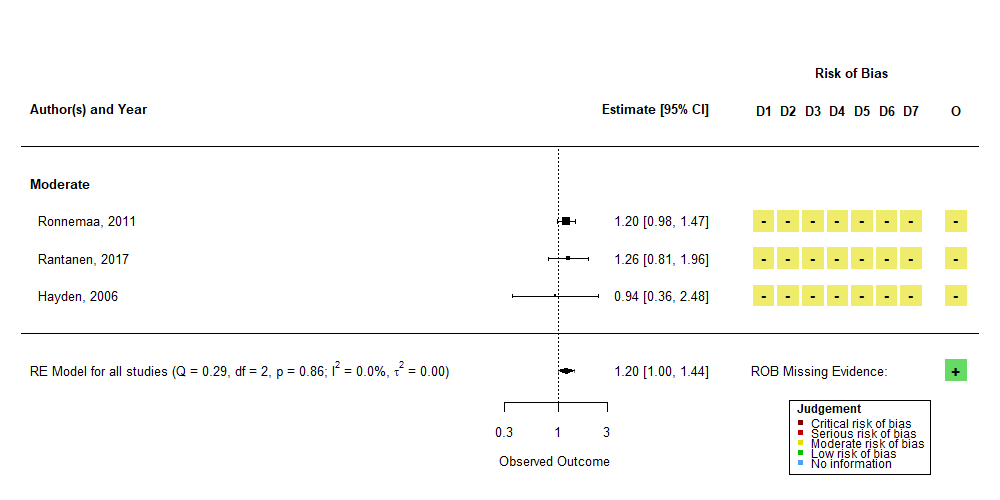 Risk of Bias
Author(s) and Year Estimate [95% CI] D1 D2 D3 D4 D5 D6 D7 O
Moderate
Ronnemaa, 2011 1.20 [0.98, 1.47] - - - - - - - -
Rantanen, 2017 1.26 [0.81, 1.96] - - - - - - - -
Hayden, 2006 0.94 [0.36, 2.48] - - - - - - - -
RE Model for all studies (Q = 0.29, df = 2, p = 0.86; I² = 0.0%, τ² = 0.00) 1.20 [1.00, 1.44] ROB Missing Evidence: +
0.3 1 3
Observed Outcome
Judgement
Critical risk of bias
Serious risk of bias
Moderate risk of bias
Low risk of bias
No information